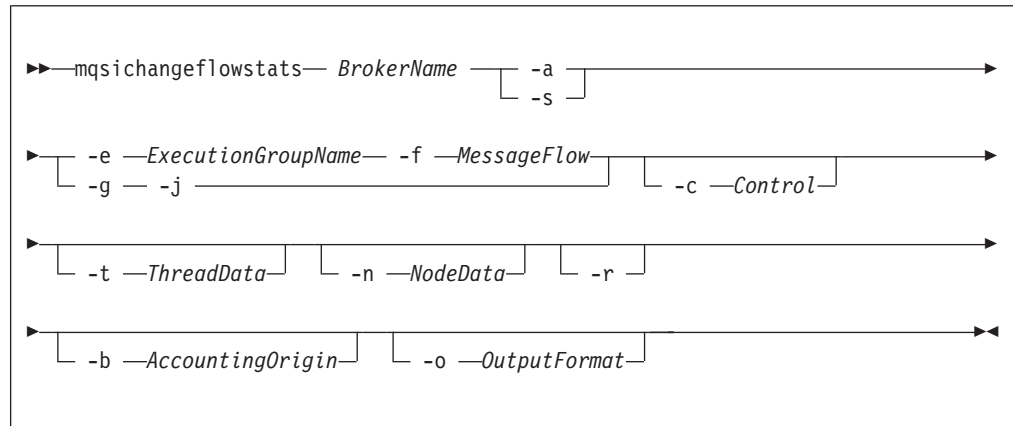 mqsichangeflowstats BrokerName -a
-s
-e ExecutionGroupName -f MessageFlow
-g -j
-c Control
-t ThreadData -n NodeData -r
-b AccountingOrigin -o OutputFormat